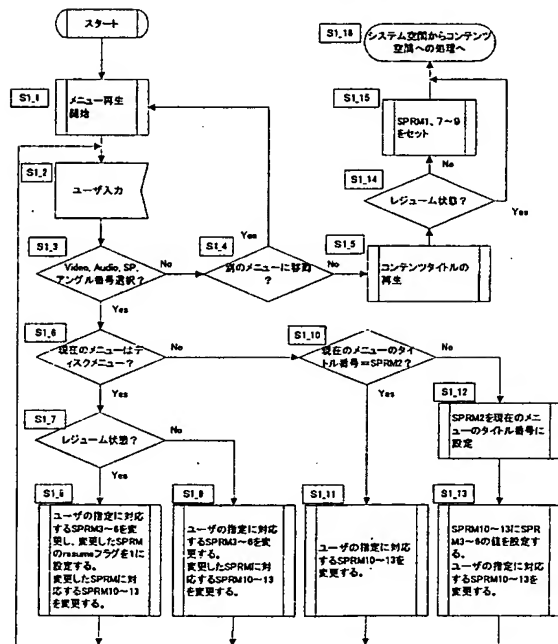 スタート
S1_1
メニュー再生
開始
S1_2
ユーザ入力
S1_3
Video, Audio, SP,
アングル番号選択?
Yes
No
S1_4
別のメニューに移動
?
Yes
No
S1_5
コンテンツタイトルの
再生
S1_14
レジューム状態?
No
Yes
S1_15
SPRM1、7～9
をセット
S1_16
システム空間からコンテンツ
空間への処理へ
S1_6
現在のメニューはデ
ィスクメニュー?
Yes
No
S1_7
レジューム状態?
Yes
No
S1_10
現在のメニューのタイ
トル番号==SPRM2?
Yes
No
S1_12
SPRM2を現在のメ
ニューのタイトル番号に
設定
ユーザの指定に対応
するSPRM3～6を変
更し、変更したSPRM
のresumeフラグを1に
設定する。
変更したSPRMに対
応するSPRM10～13
を変更する。
ユーザの指定に対応
するSPRM3～6を変
更する。
変更したSPRMに対
応するSPRM10～13
を変更する。
S1_11
ユーザの指定に対応
するSPRM10～13を
変更する。
S1_13
SPRM10～13にSP
RM3～6の値を設定す
る。
ユーザの指定に対応
するSPRM10～13を
変更する。